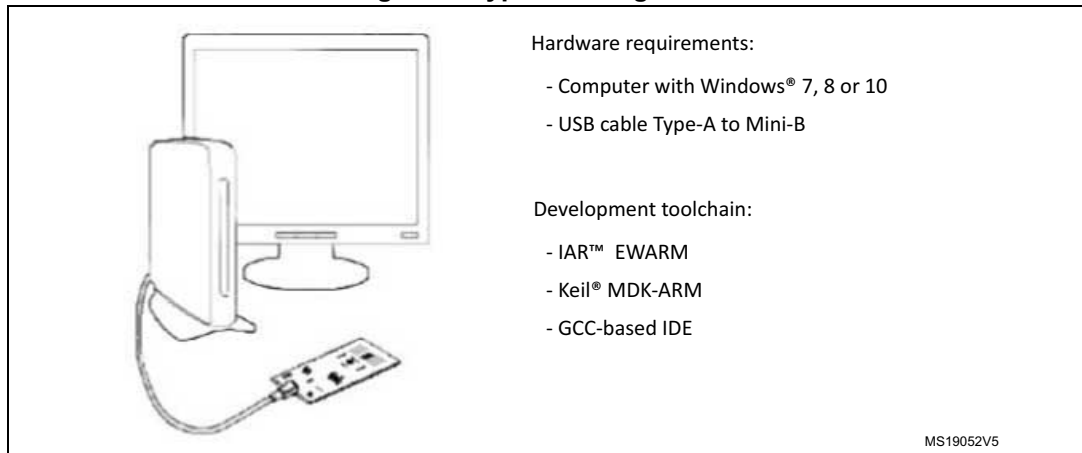 Hardware requirements:
- Computer with Windows® 7, 8 or 10
- USB cable Type-A to Mini-B
Development toolchain:
- IAR™ EWARM
- Keil® MDK-ARM
- GCC-based IDE
MS19052V5